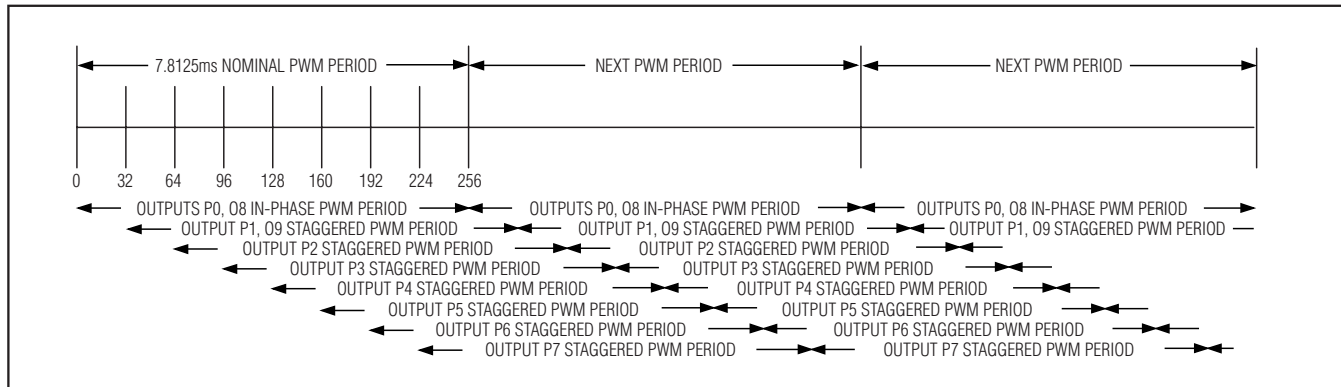 7.8125ms NOMINAL PWM PERIOD NEXT PWM PERIOD NEXT PWM PERIOD
0 32 64 96 128 160 192 224 256
OUTPUTS P0, O8 IN-PHASE PWM PERIOD OUTPUTS P0, O8 IN-PHASE PWM PERIOD OUTPUTS P0, O8 IN-PHASE PWM PERIOD
OUTPUT P1, O9 STAGGERED PWM PERIOD OUTPUT P1, O9 STAGGERED PWM PERIOD OUTPUT P1, O9 STAGGERED PWM PERIOD
OUTPUT P2 STAGGERED PWM PERIOD OUTPUT P2 STAGGERED PWM PERIOD
OUTPUT P3 STAGGERED PWM PERIOD OUTPUT P3 STAGGERED PWM PERIOD
OUTPUT P4 STAGGERED PWM PERIOD OUTPUT P4 STAGGERED PWM PERIOD
OUTPUT P5 STAGGERED PWM PERIOD OUTPUT P5 STAGGERED PWM PERIOD
OUTPUT P6 STAGGERED PWM PERIOD OUTPUT P6 STAGGERED PWM PERIOD
OUTPUT P7 STAGGERED PWM PERIOD OUTPUT P7 STAGGERED PWM PERIOD